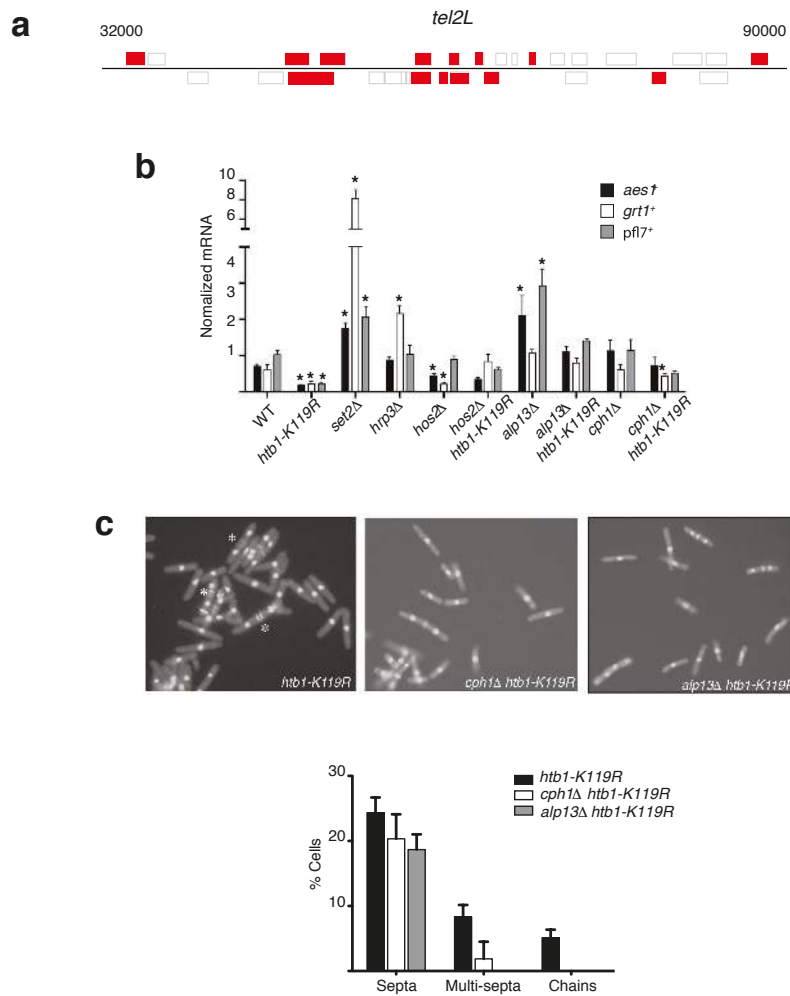 a
tel2L
32000
90000
b
Nomalized mRNA
10
8
6
4
3
2
1
*
* * *
*
*
*
*
* *
*
*
*
aes1+
grt1+
pfl7+
WT
htb1-K119R
set2Δ
hrp3Δ
hos2Δ
hos2Δ
htb1-K119R
alp13Δ
alp13Δ
htb1-K119R
cph1Δ
cph1Δ
htb1-K119R
c
*
*
*
htb1-K119R
cph1Δ htb1-K119R
alp13Δ htb1-K119R
% Cells
30
20
10
htb1-K119R
cph1Δ htb1-K119R
alp13Δ htb1-K119R
Septa
Multi-septa
Chains